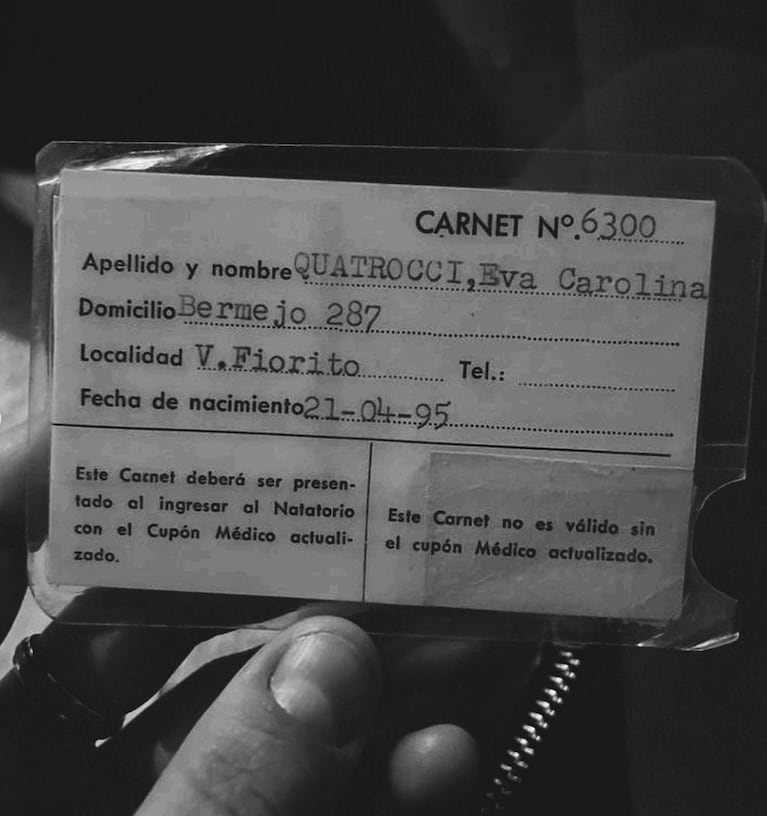 CARNET Nº.6300
Apellido y nombre QUATROCCI,Eva Carolina
Domicilio Bermejo 287
Localidad V.Fiorito Tel.:
Fecha de nacimiento 21-04-95
Este Carnet deberá ser presen-
tado al ingresar al Natatorio
con el Cupón Médico actuali-
zado.
Este Carnet no es válido sin
el cupón Médico actualizado.